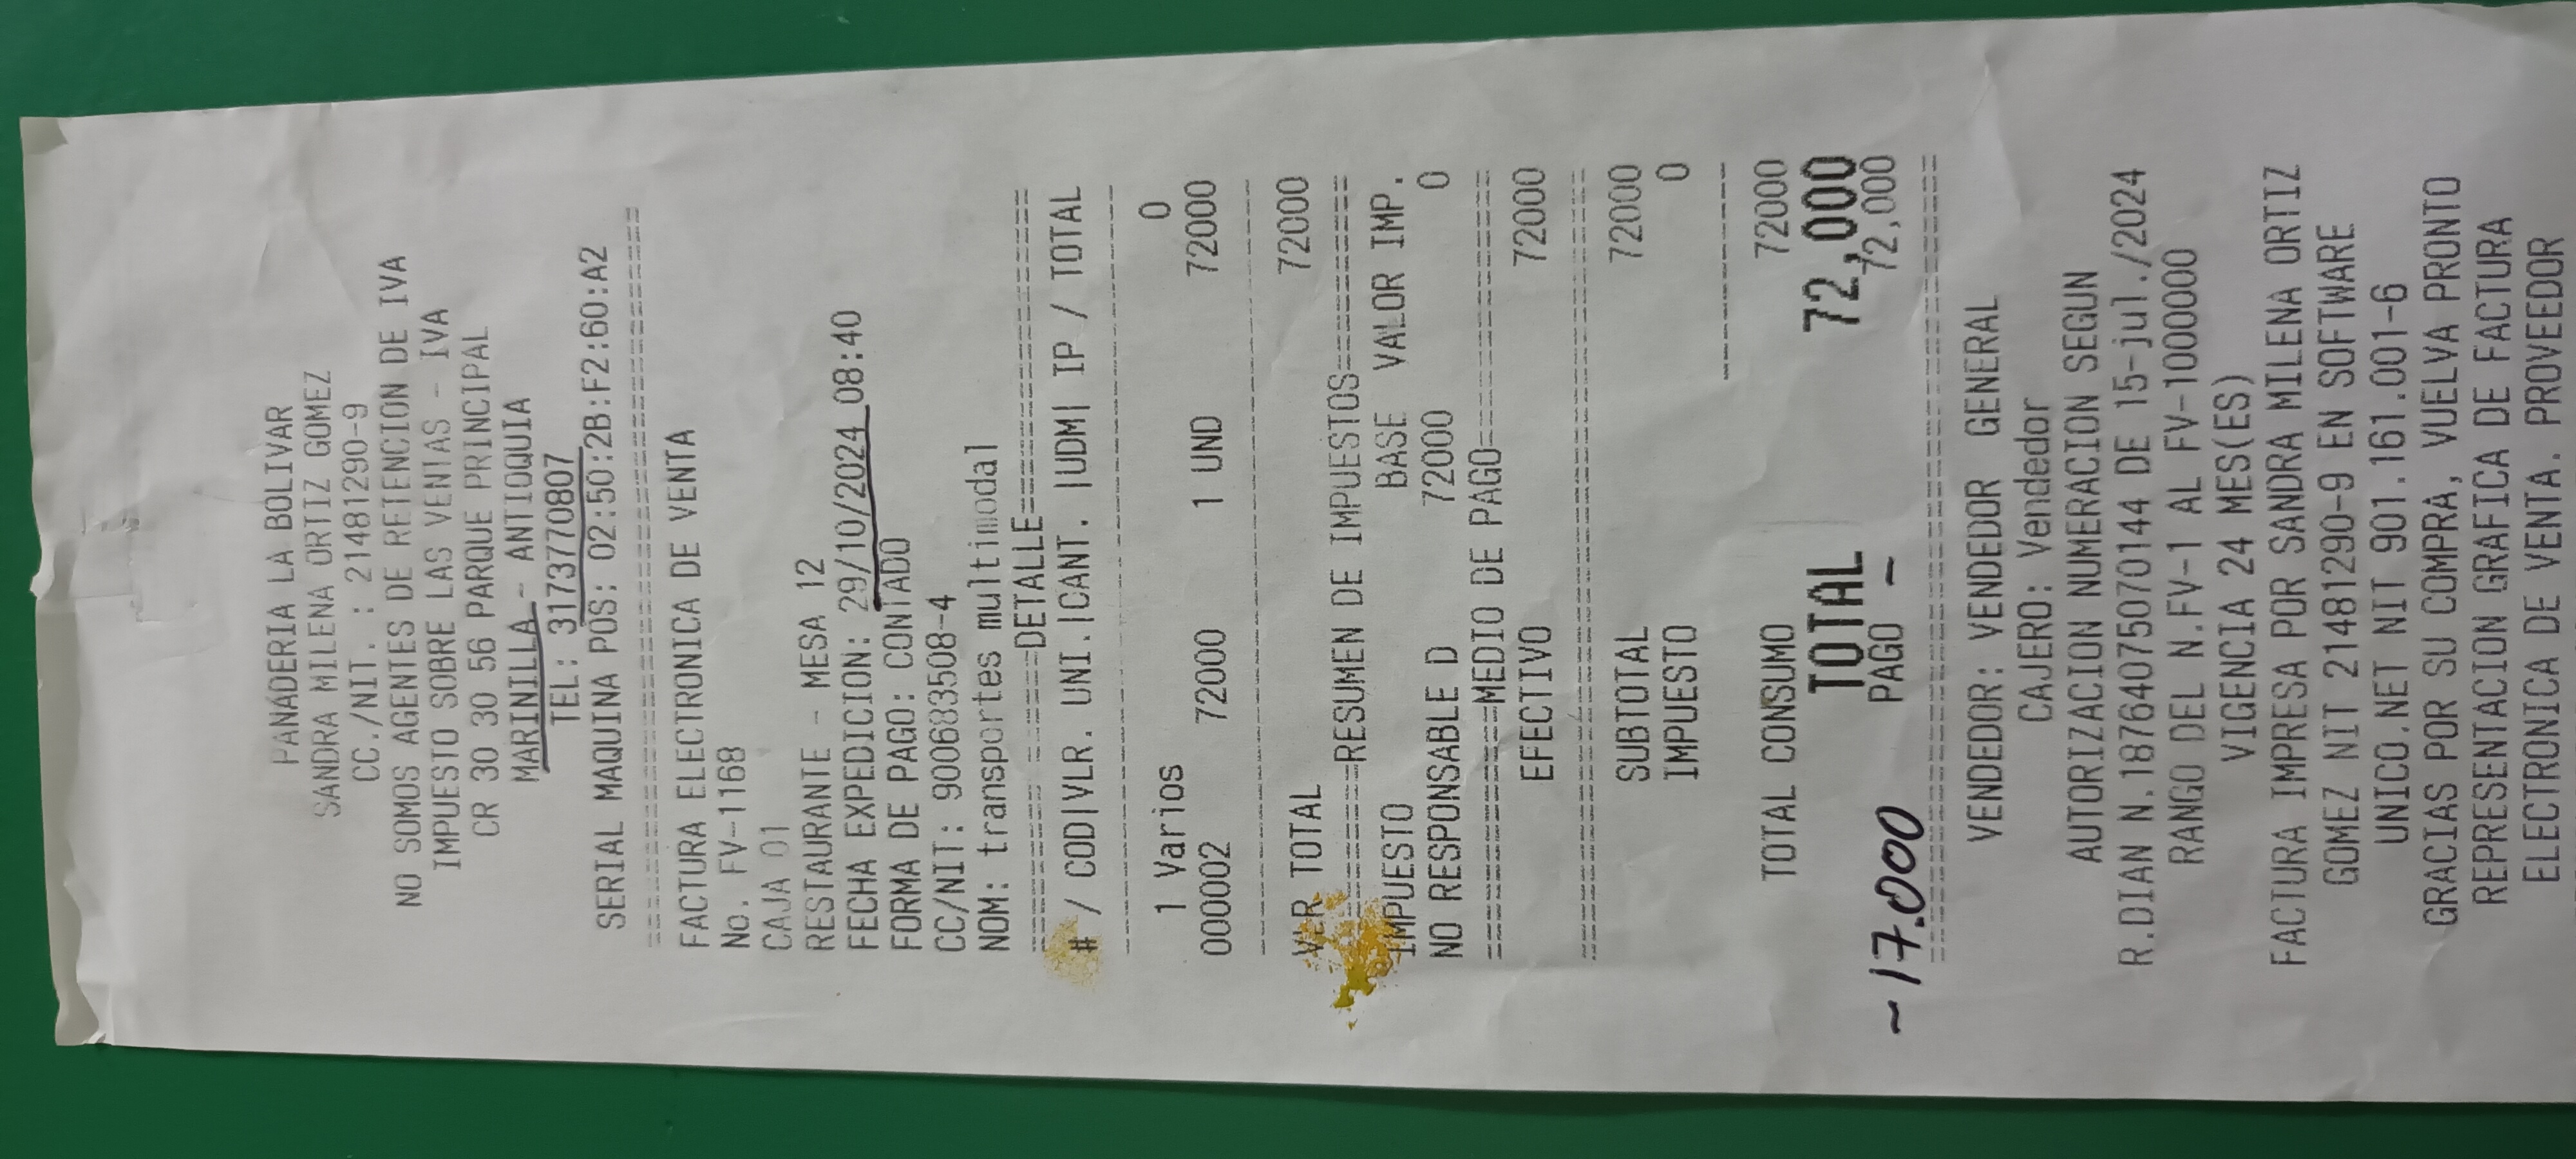 PANADERIA LA BOLIVAR
SANDRA MILENA ORTIZ GOMEZ
CC./NIT. : 21481290-9
NO SOMOS AGENTES DE RETENCION DE IVA
IMPUESTO SOBRE LAS VENTAS - IVA
CR 30 30 56 PARQUE PRINCIPAL
MARINILLA - ANTIOQUIA
TEL: 3173770807
SERIAL MAQUINA POS: 02:50:2B:F2:60:A2
================================
FACTURA ELECTRONICA DE VENTA
No. FV-1168
CAJA 01
RESTAURANTE - MESA 12
FECHA EXPEDICION: 29/10/2024 08:40
FORMA DE PAGO: CONTADO
CC/NIT: 900683508-4
NOM: transportes multimodal
=============DETALLE==============
# / COD|VLR. UNI.|CANT. |UDM| IP / TOTAL
----------------------------------
1 Varios 0
000002 72000 1 UND 72000
----------------------------------
VLR TOTAL 72000
========RESUMEN DE IMPUESTOS=========
IMPUESTO BASE VALOR IMP.
NO RESPONSABLE D 72000 0
===========MEDIO DE PAGO============
EFECTIVO 72000
================================
SUBTOTAL 72000
IMPUESTO 0
--------------
TOTAL CONSUMO 72000
TOTAL 72,000
PAGO 72,000
~ 17.000 -
================================
VENDEDOR: VENDEDOR GENERAL
CAJERO: Vendedor
AUTORIZACION NUMERACION SEGUN
R.DIAN N.18764075070144 DE 15-jul./2024
RANGO DEL N.FV-1 AL FV-1000000
VIGENCIA 24 MES(ES)
FACTURA IMPRESA POR SANDRA MILENA ORTIZ
GOMEZ NIT 21481290-9 EN SOFTWARE
UNICO.NET NIT 901.161.001-6
GRACIAS POR SU COMPRA, VUELVA PRONTO
REPRESENTACION GRAFICA DE FACTURA
ELECTRONICA DE VENTA. PROVEEDOR